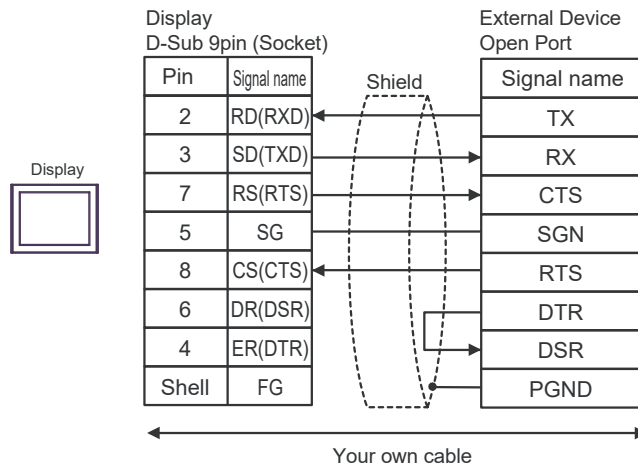 Display
D-Sub 9pin (Socket)
External Device
Open Port
Pin Signal name
Shield
Signal name
2 RD(RXD) TX
3 SD(TXD) RX
Display
7 RS(RTS) CTS
5 SG SGN
8 CS(CTS) RTS
6 DR(DSR) DTR
4 ER(DTR) DSR
Shell FG PGND
Your own cable